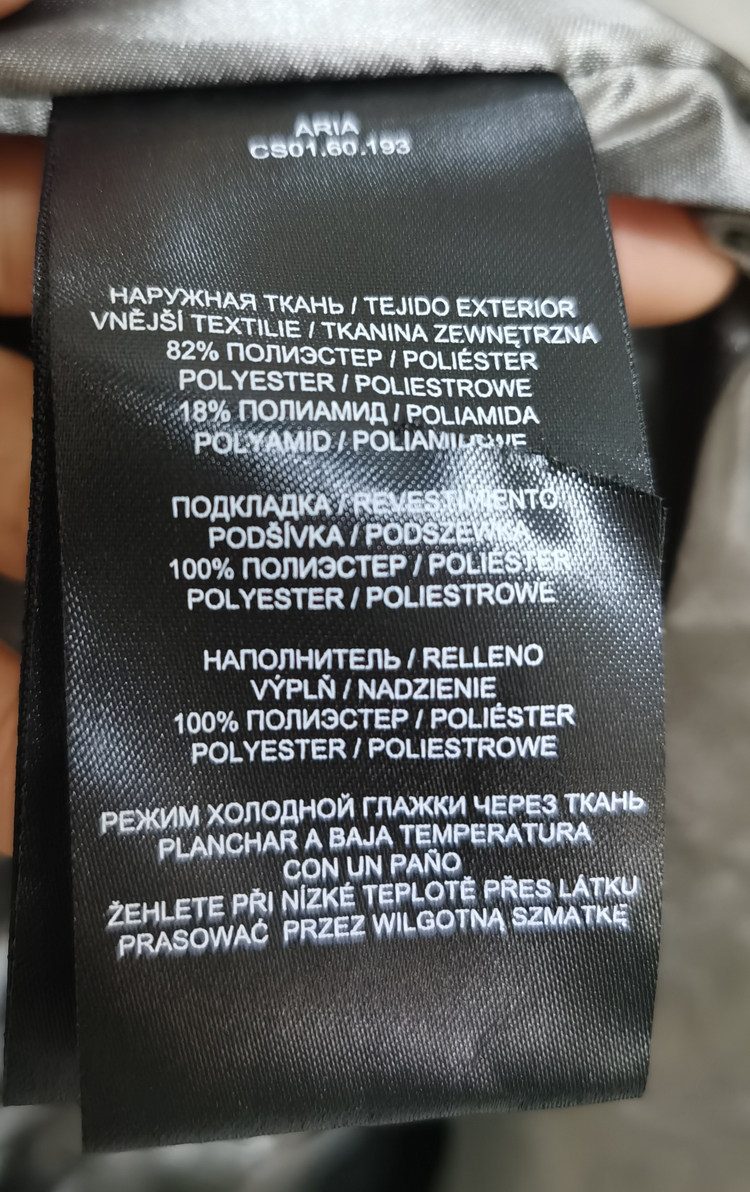 ARIA
CS01.60.193
НАРУЖНАЯ ТКАНЬ / TEJIDO EXTERIOR
VNĚJŠÍ TEXTILIE / TKANINA ZEWNĘTRZNA
82% ПОЛИЭСТЕР / POLIÉSTER
POLYESTER / POLIESTROWE
18% ПОЛИАМИД / POLIAMIDA
POLYAMID /
ПОДКЛАДКА / REVESTIMIENTO
PODŠÍVKA / PODSZEWKA
100% ПОЛИЭСТЕР / POLIÉSTER
POLYESTER / POLIESTROWE
НАПОЛНИТЕЛЬ / RELLENO
VÝPLŇ / NADZIENIE
100% ПОЛИЭСТЕР / POLIÉSTER
POLYESTER / POLIESTROWE
РЕЖИМ ХОЛОДНОЙ ГЛАЖКИ ЧЕРЕЗ ТКАНЬ
PLANCHAR A BAJA TEMPERATURA
CON UN PAÑO
ŽEHLETE PŘI NÍZKÉ TEPLOTĚ PŘES LÁTKU
PRASOWAĆ PRZEZ WILGOTNĄ SZMATKĘ